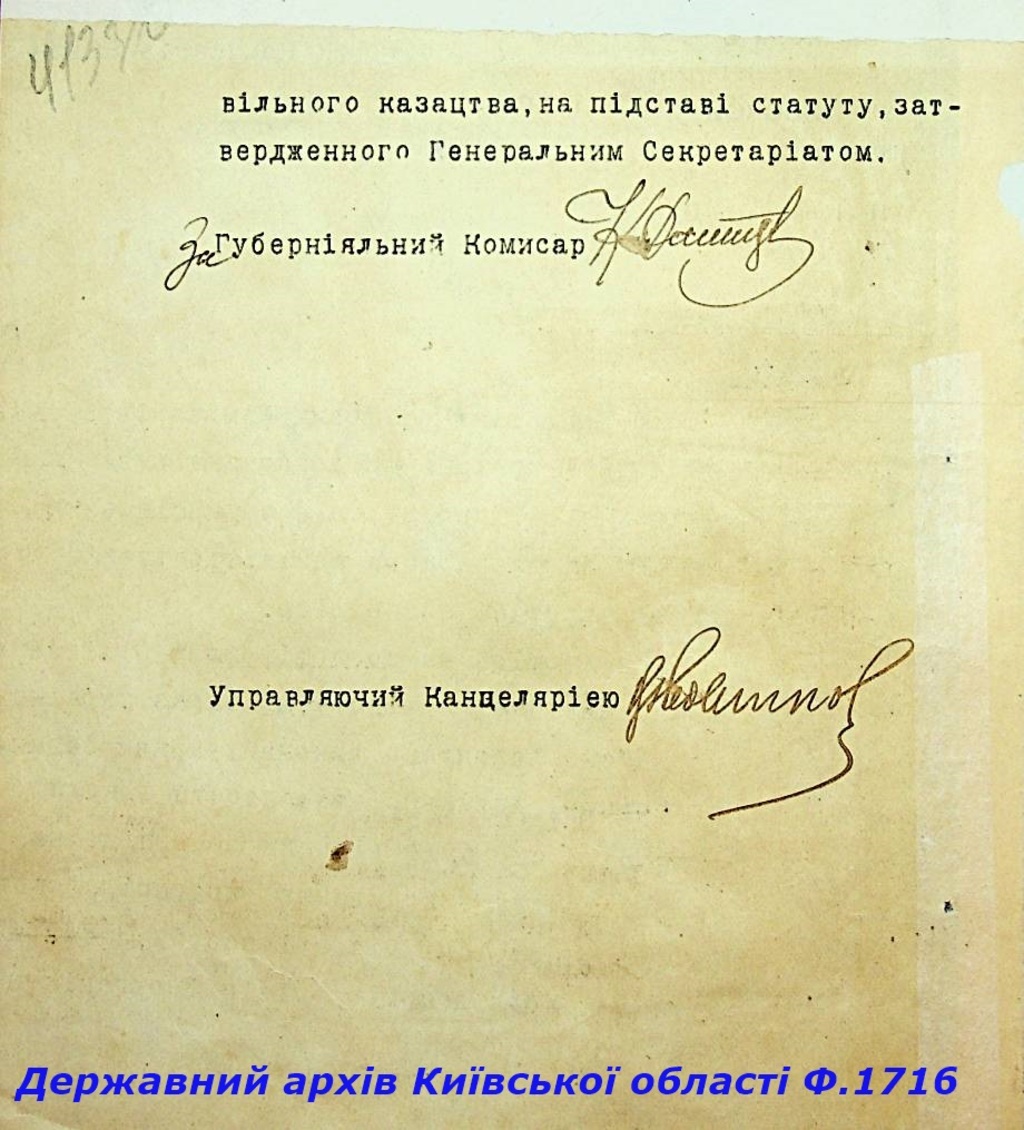 вільного казацтва, на підставі статуту, зат-
вердженного Генеральним Секретаріатом.
За Губерніяльний Комисар
Управляючий Канцеляріею
Державний архів Київської області Ф.1716